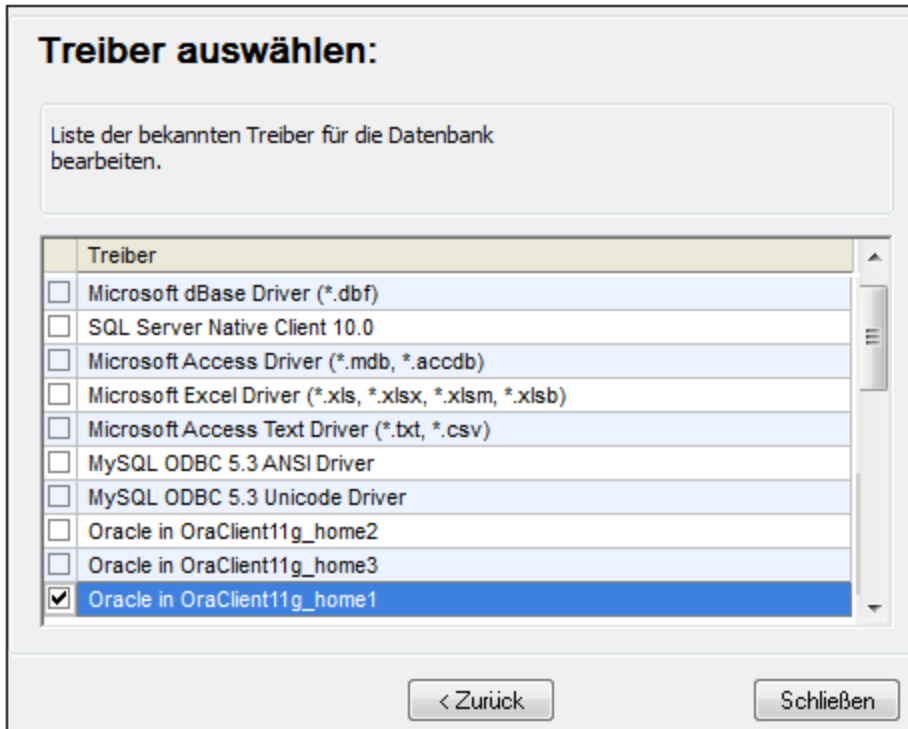 Treiber auswählen:
Liste der bekannten Treiber für die Datenbank
bearbeiten.
Treiber
Microsoft dBase Driver (*.dbf)
SQL Server Native Client 10.0
Microsoft Access Driver (*.mdb, *.accdb)
Microsoft Excel Driver (*.xls, *.xlsx, *.xlsm, *.xlsb)
Microsoft Access Text Driver (*.txt, *.csv)
MySQL ODBC 5.3 ANSI Driver
MySQL ODBC 5.3 Unicode Driver
Oracle in OraClient11g_home2
Oracle in OraClient11g_home3
Oracle in OraClient11g_home1
< Zurück
Schließen